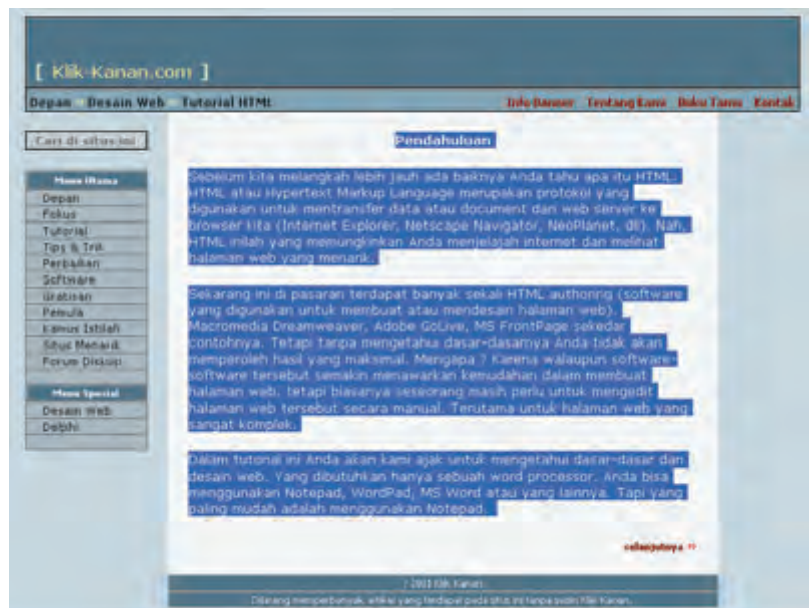 [ Klik-Kanan.com ]
Depan Desain Web Tutorial HTML
Info Banner Tentang Kami Buku Tamu Kontak
Cari di situs ini
Pendahuluan
Menu Utama
Depan
Fokus
Tutorial
Tips & Trik
Perbaikan
Software
Gratisan
Pemula
Kamus Istilah
Situs Menarik
Forum Diskusi
Menu Special
Desain Web
Delphi
Sebelum kita melangkah lebih jauh ada baiknya Anda tahu apa itu HTML.
HTML atau Hypertext Markup Language merupakan protokol yang
digunakan untuk mentransfer data atau document dari web server ke
browser kita (Internet Explorer, Netscape Navigator, NeoPlanet, dll). Nah,
HTML inilah yang memungkinkan Anda menjelajah internet dan melihat
halaman web yang menarik.
Sekarang ini di pasaran terdapat banyak sekali HTML authoring (software
yang digunakan untuk membuat atau mendesain halaman web).
Macromedia Dreamweaver, Adobe GoLive, MS FrontPage sekedar
contohnya. Tetapi tanpa mengetahui dasar-dasarnya Anda tidak akan
memperoleh hasil yang maksimal. Mengapa ? Karena walaupun software-
software tersebut semakin menawarkan kemudahan dalam membuat
halaman web, tetapi biasanya seseorang masih perlu untuk mengedit
halaman web tersebut secara manual. Terutama untuk halaman web yang
sangat komplek.
Dalam tutorial ini Anda akan kami ajak untuk mengetahui dasar-dasar dari
desain web. Yang dibutuhkan hanya sebuah word processor. Anda bisa
menggunakan Notepad, WordPad, MS Word atau yang lainnya. Tapi yang
paling mudah adalah menggunakan Notepad.
selanjutnya »
Klik Kanan.
Dilarang memperbanyak artikel yang terdapat pada situs ini tanpa seizin Klik Kanan.